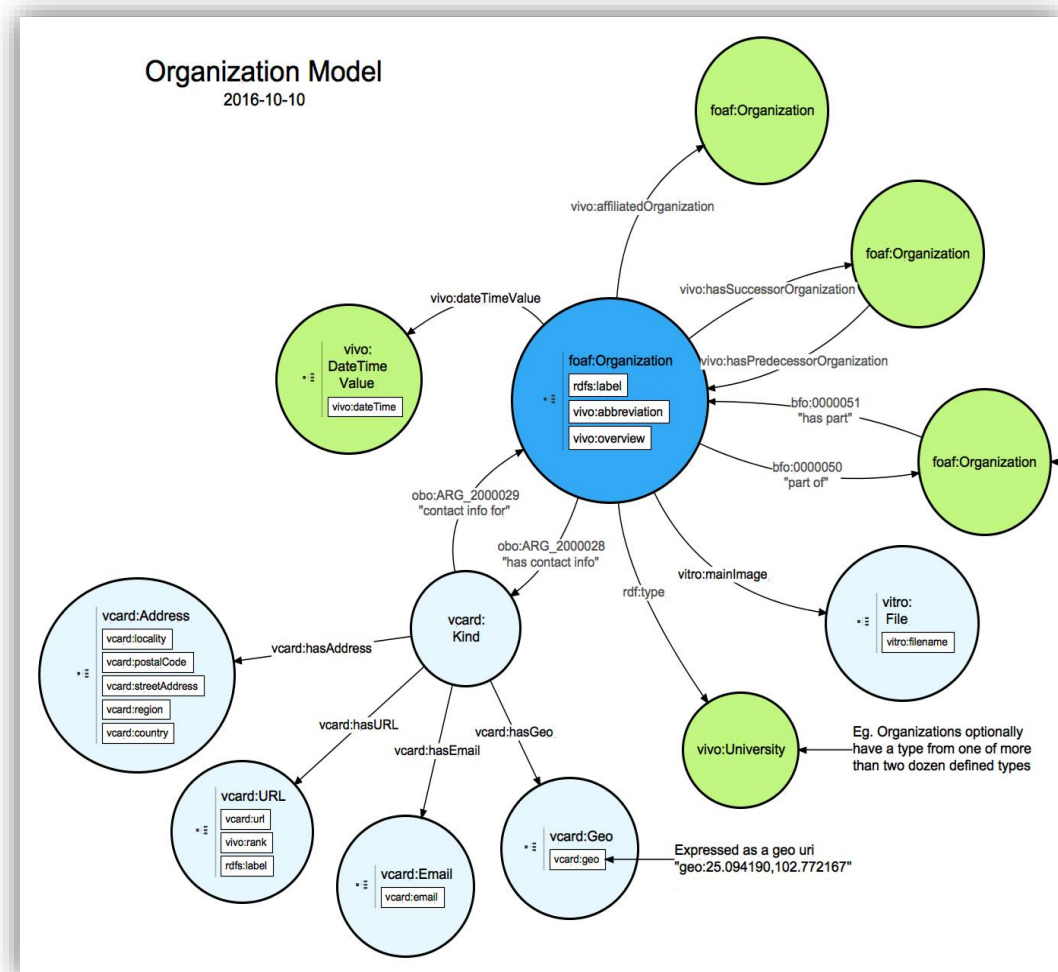 Organization Model
2016-10-10
foaf:Organization
vivo:affiliatedOrganization
foaf:Organization
vivo:hasSuccessorOrganization
vivo:hasPredecessorOrganization
vivo:dateTimeValue
vivo:
DateTime
Value
vivo:dateTime
foaf:Organization
rdfs:label
vivo:abbreviation
vivo:overview
bfo:0000051
"has part"
foaf:Organization
bfo:0000050
"part of"
obo:ARG_2000029
"contact info for"
obo:ARG_2000028
"has contact info"
vitro:mainImage
rdf:type
vitro:
File
vitro:filename
vcard:
Kind
vcard:Address
vcard:locality
vcard:postalCode
vcard:streetAddress
vcard:region
vcard:country
vcard:hasAddress
vcard:hasURL
vcard:hasEmail
vcard:hasGeo
vivo:University
Eg. Organizations optionally
have a type from one of more
than two dozen defined types
vcard:URL
vcard:url
vivo:rank
rdfs:label
vcard:Email
vcard:email
vcard:Geo
vcard:geo
Expressed as a geo uri
"geo:25.094190,102.772167"